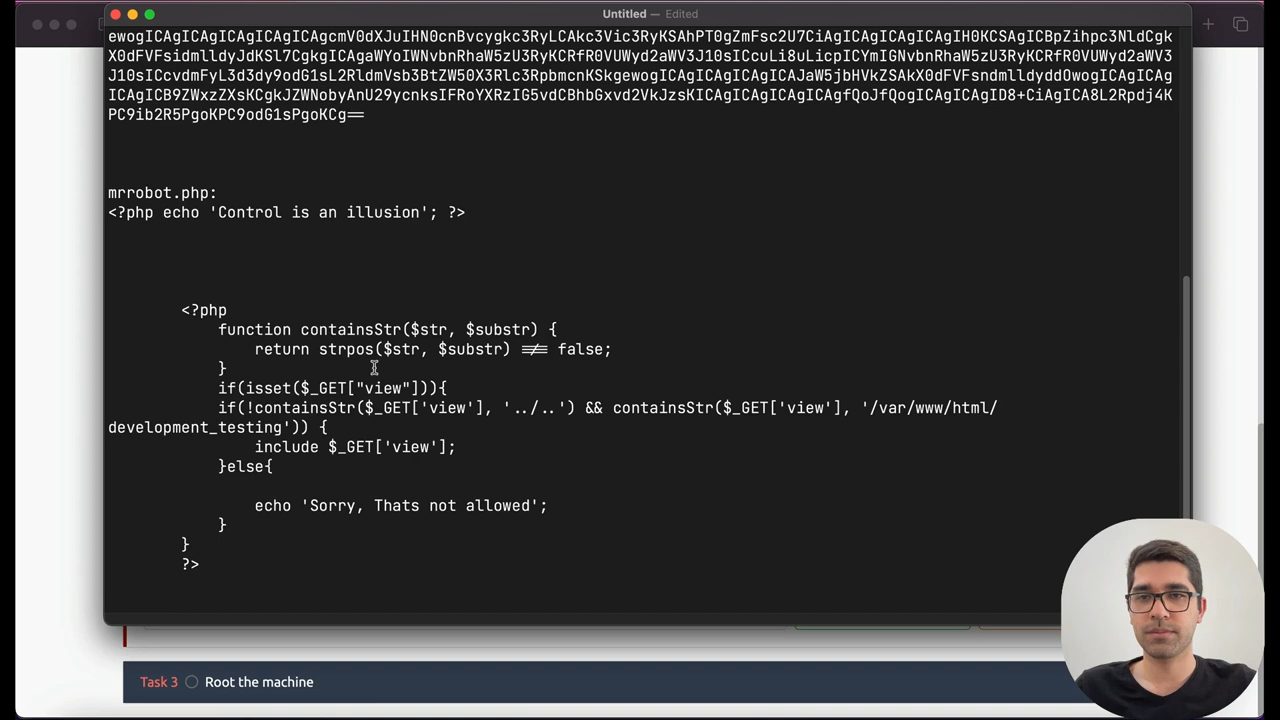 Untitled — Edited
ewogICAgICAgICAgICAgcmV0dXJuIHN0cnBvcygkc3RyLCAkc3Vic3RyKSAhPT0gZmFsc2U7CiAgICAgICAgIH0KCSAgICBpZihpc3NldCgk
X0dFVFsidmlldyJdKSl7CgkgICAgaWYoIWNvbnRhaW5zU3RyKCRfR0VUWyd2aWV3J10sICcuLi8uLicpICYmIGNvbnRhaW5zU3RyKCRfR0VUWyd2aWV3
J10sICcvdmFyL3d3dy9odG1sL2RldmVsb3BtZW50X3Rlc3RpbmcnKSkgewogICAgICAgICAgICAJaW5jbHVkZSAkX0dFVFsndmlldyddOwogICAgICAg
ICAgICB9ZWxzZXsKCgkJZWNobyAnU29ycnksIFRoYXRzIG5vdCBhbGxvd2VkJzsKICAgICAgICAgICAgfQoJfQogICAgICAgID8+CiAgICA8L2Rpdj4K
PC9ib2R5PgoKPC9odG1sPgoKCg==
mrrobot.php:
<?php echo 'Control is an illusion'; ?>
<?php
function containsStr($str, $substr) {
return strpos($str, $substr) !== false;
}
if(isset($_GET["view"])){
if(!containsStr($_GET['view'], '../..') && containsStr($_GET['view'], '/var/www/html/
development_testing')) {
include $_GET['view'];
}else{
echo 'Sorry, Thats not allowed';
}
}
?>
Task 3
Root the machine